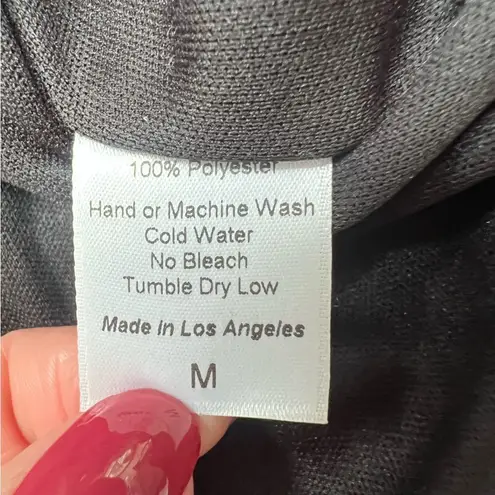 100% Polyester
Hand or Machine Wash
Cold Water
No Bleach
Tumble Dry Low
Made in Los Angeles
M